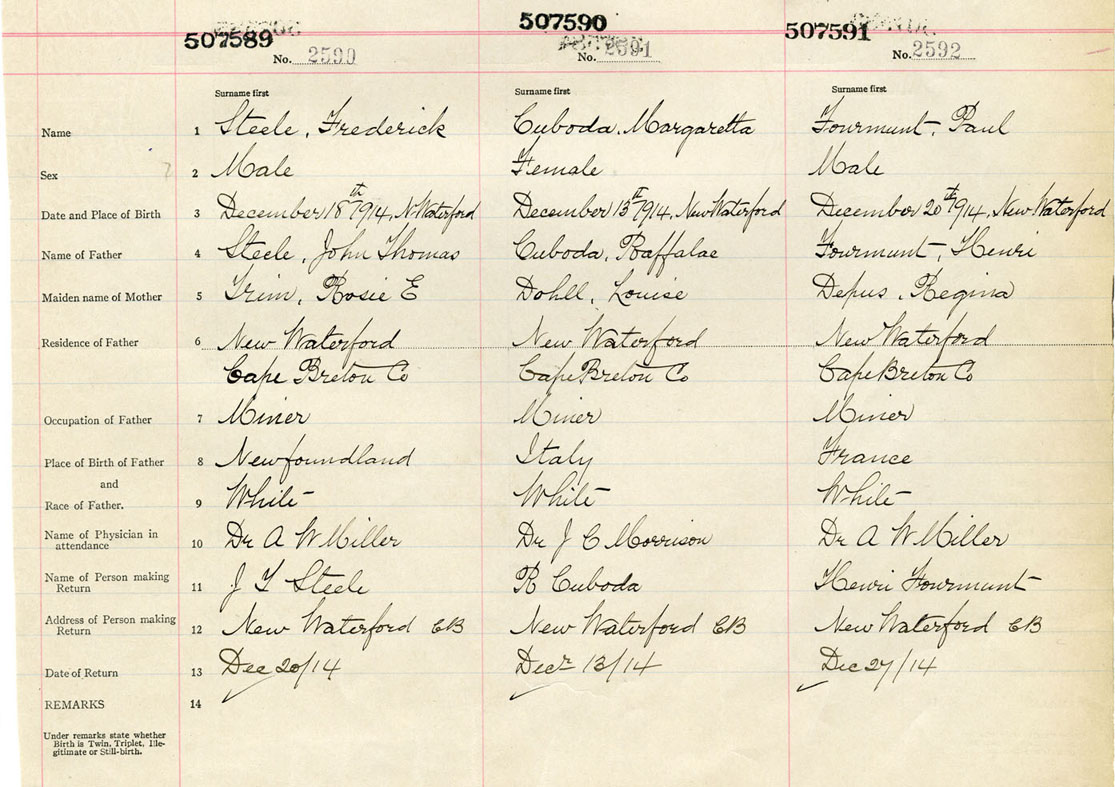 507589 507590 507591
No. 2590 No. 2591 No. 2592
Surname first Surname first Surname first
Name 1 Steele, Frederick Cuboda, Margaretta Fourmunt, Paul
Sex 2 Male Female Male
Date and Place of Birth 3 December 18th 1914, N. Waterford December 13th 1914, New Waterford December 20th 1914, New Waterford
Name of Father 4 Steele, John Thomas Cuboda, Raffalae Fourmunt, Henri
Maiden name of Mother 5 Trim, Rosie E Dohll, Louise Depus, Regina
Residence of Father 6 New Waterford New Waterford New Waterford
Cape Breton Co Cape Breton Co Cape Breton Co
Occupation of Father 7 Miner Miner Miner
Place of Birth of Father 8 Newfoundland Italy France
and
Race of Father. 9 White White White
Name of Physician in
attendance 10 Dr A W Miller Dr J C Morrison Dr A W Miller
Name of Person making
Return 11 J T Steele R Cuboda Henri Fourmunt
Address of Person making
Return 12 New Waterford CB New Waterford CB New Waterford CB
Date of Return 13 Dec 20/14 Decr 13/14 Dec 27/14
REMARKS 14
Under remarks state whether
Birth is Twin, Triplet, Ille-
gitimate or Still-birth.